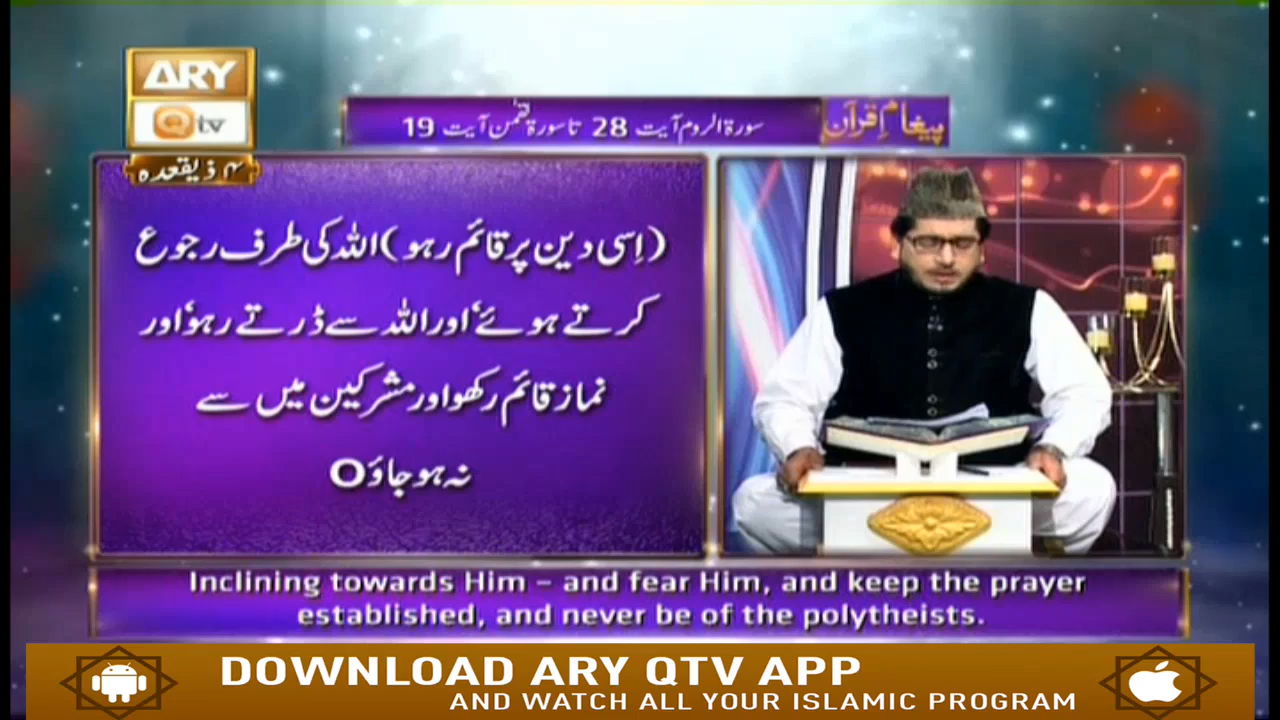 ARY
Qtv
پیغامِ قرآن
سورۃ الروم آیت 28 تا سورۃ لقمٰن آیت 19
۴ ذیقعدہ
(اِسی دین پر قائم رہو) اللہ کی طرف رجوع
کرتے ہوئے‘ اور اللہ سے ڈرتے رہو‘ اور
نماز قائم رکھو اور مشرکین میں سے
نہ ہو جاؤ O
Inclining towards Him – and fear Him, and keep the prayer
established, and never be of the polytheists.
DOWNLOAD ARY QTV APP
AND WATCH ALL YOUR ISLAMIC PROGRAM